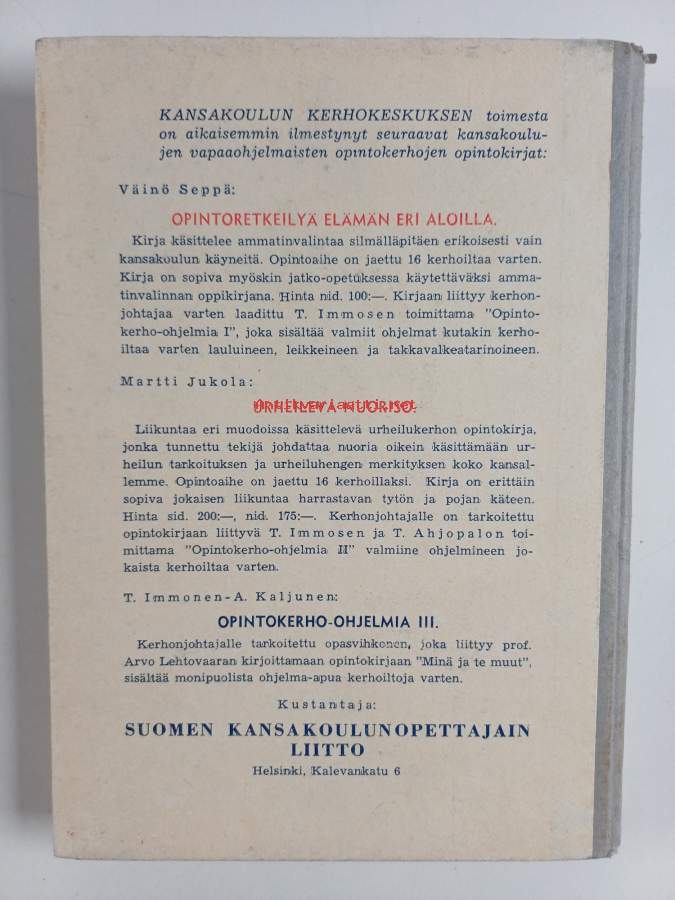 KANSAKOULUN KERHOKESKUKSEN toimesta
on aikaisemmin ilmestynyt seuraavat kansakoulu-
jen vapaaohjelmaisten opintokerhojen opintokirjat:
Väinö Seppä:
OPINTORETKEILYÄ ELÄMÄN ERI ALOILLA.
Kirja käsittelee ammatinvalintaa silmälläpitäen erikoisesti vain
kansakoulun käyneitä. Opintoaihe on jaettu 16 kerhoiltaa varten.
Kirja on sopiva myöskin jatko-opetuksessa käytettäväksi amma-
tinvalinnan oppikirjana. Hinta nid. 100:—. Kirjaan liittyy kerhon-
johtajaa varten laadittu T. Immosen toimittama "Opinto-
kerho-ohjelmia I", joka sisältää valmiit ohjelmat kutakin kerho-
iltaa varten lauluineen, leikkeineen ja takkavalkeatarinoineen.
Martti Jukola:
URHEILEVA NUORISO.
Liikuntaa eri muodoissa käsittelevä urheilukerhon opintokirja,
jonka tunnettu tekijä johdattaa nuoria oikein käsittämään ur-
heilun tarkoituksen ja urheiluhengen merkityksen koko kansal-
lemme. Opintoaihe on jaettu 16 kerhoillaksi. Kirja on erittäin
sopiva jokaisen liikuntaa harrastavan tytön ja pojan käteen.
Hinta sid. 200:—, nid. 175:—. Kerhonjohtajalle on tarkoitettu
opintokirjaan liittyvä T. Immosen ja T. Ahjopalon toi-
mittama "Opintokerho-ohjelmia II" valmiine ohjelmineen jo-
kaista kerhoiltaa varten.
T. Immonen-A. Kaljunen:
OPINTOKERHO-OHJELMIA III.
Kerhonjohtajalle tarkoitettu opasvihkonen, joka liittyy prof.
Arvo Lehtovaaran kirjoittamaan opintokirjaan "Minä ja te muut",
sisältää monipuolista ohjelma-apua kerhoiltoja varten.
Kustantaja:
SUOMEN KANSAKOULUNOPETTAJAIN
LIITTO
Helsinki, Kalevankatu 6